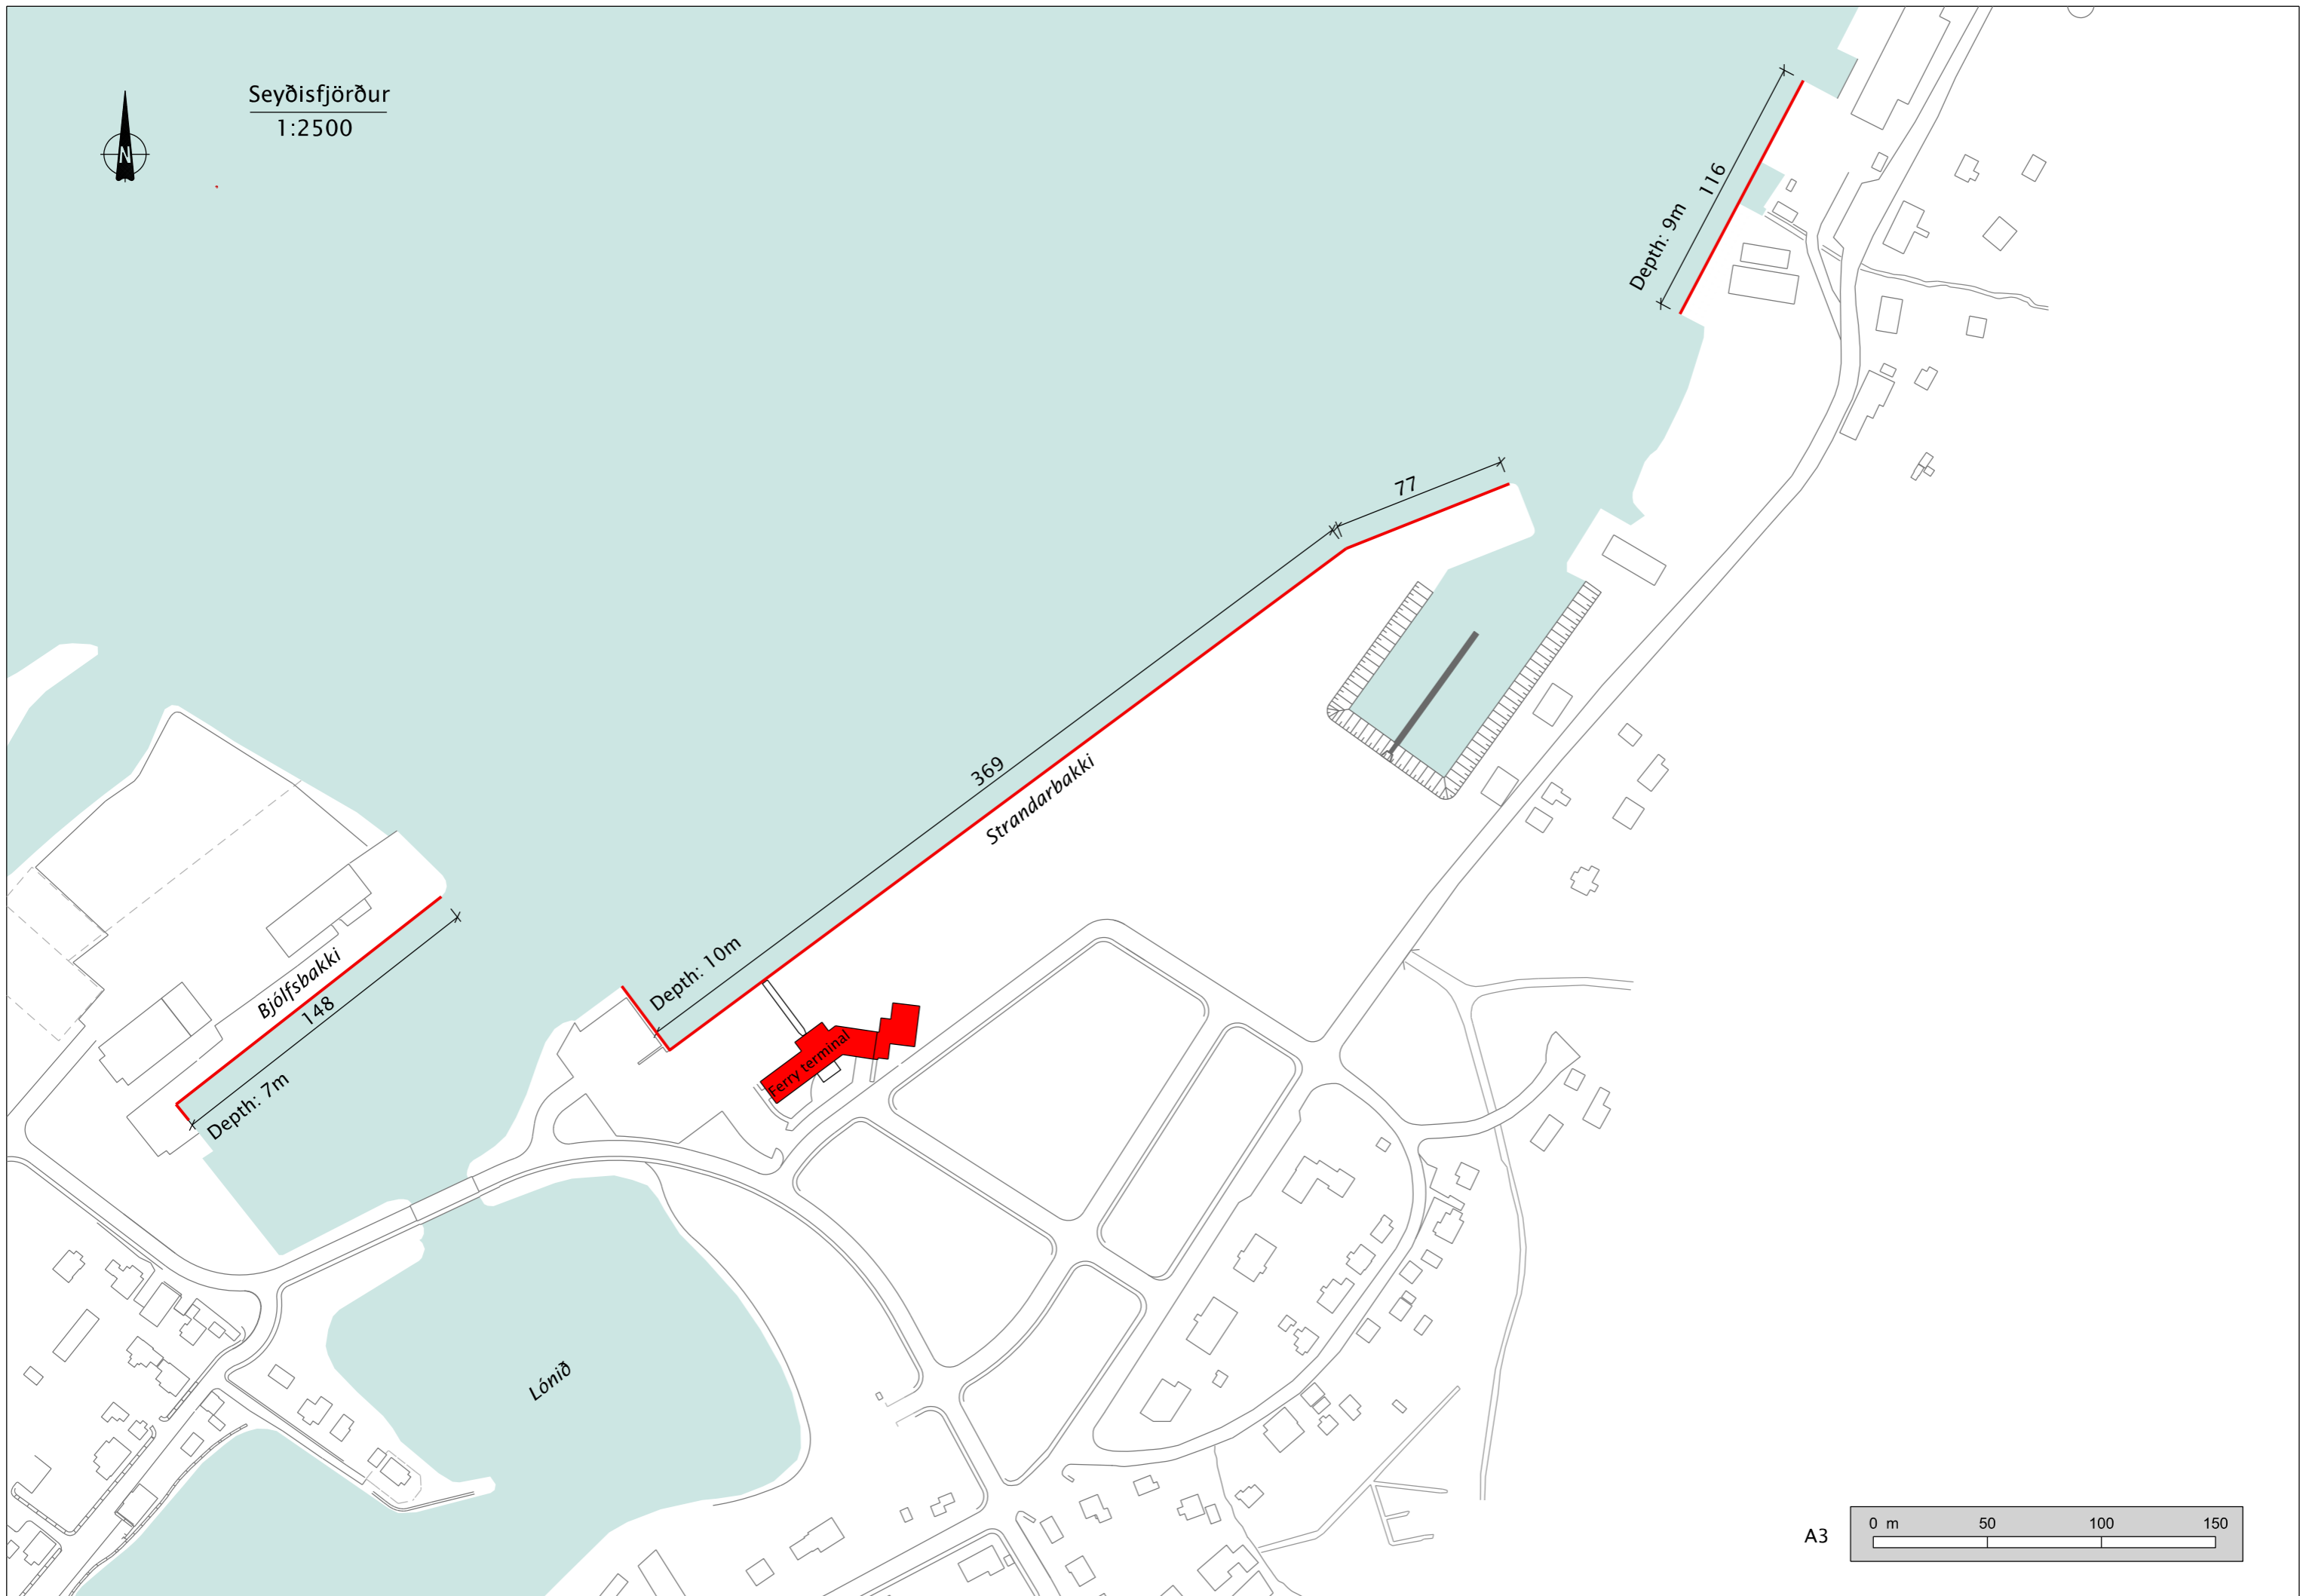 Seyðisfjörður
1:2500
N
116
Depth: 9m
77
369
Strandarbakki
Depth: 10m
Bjólfsbakki
148
Depth: 7m
Ferry terminal
Lónið
A3
0 m 50 100 150